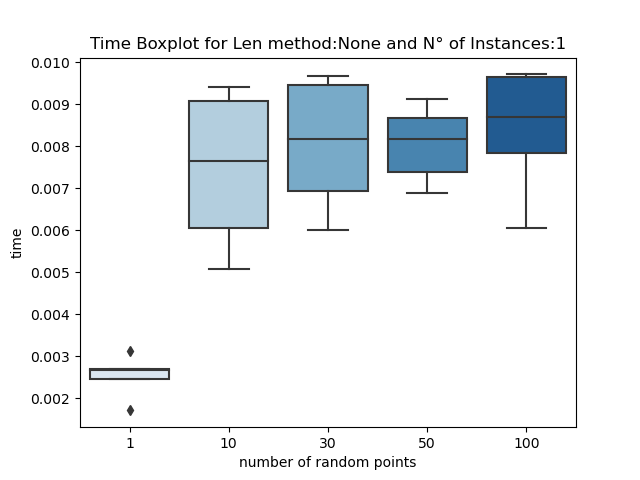 Time Boxplot for Len method:None and N° of Instances:1
0.010
0.009
0.008
0.007
0.006
0.005
0.004
0.003
0.002
time
1 10 30 50 100
number of random points